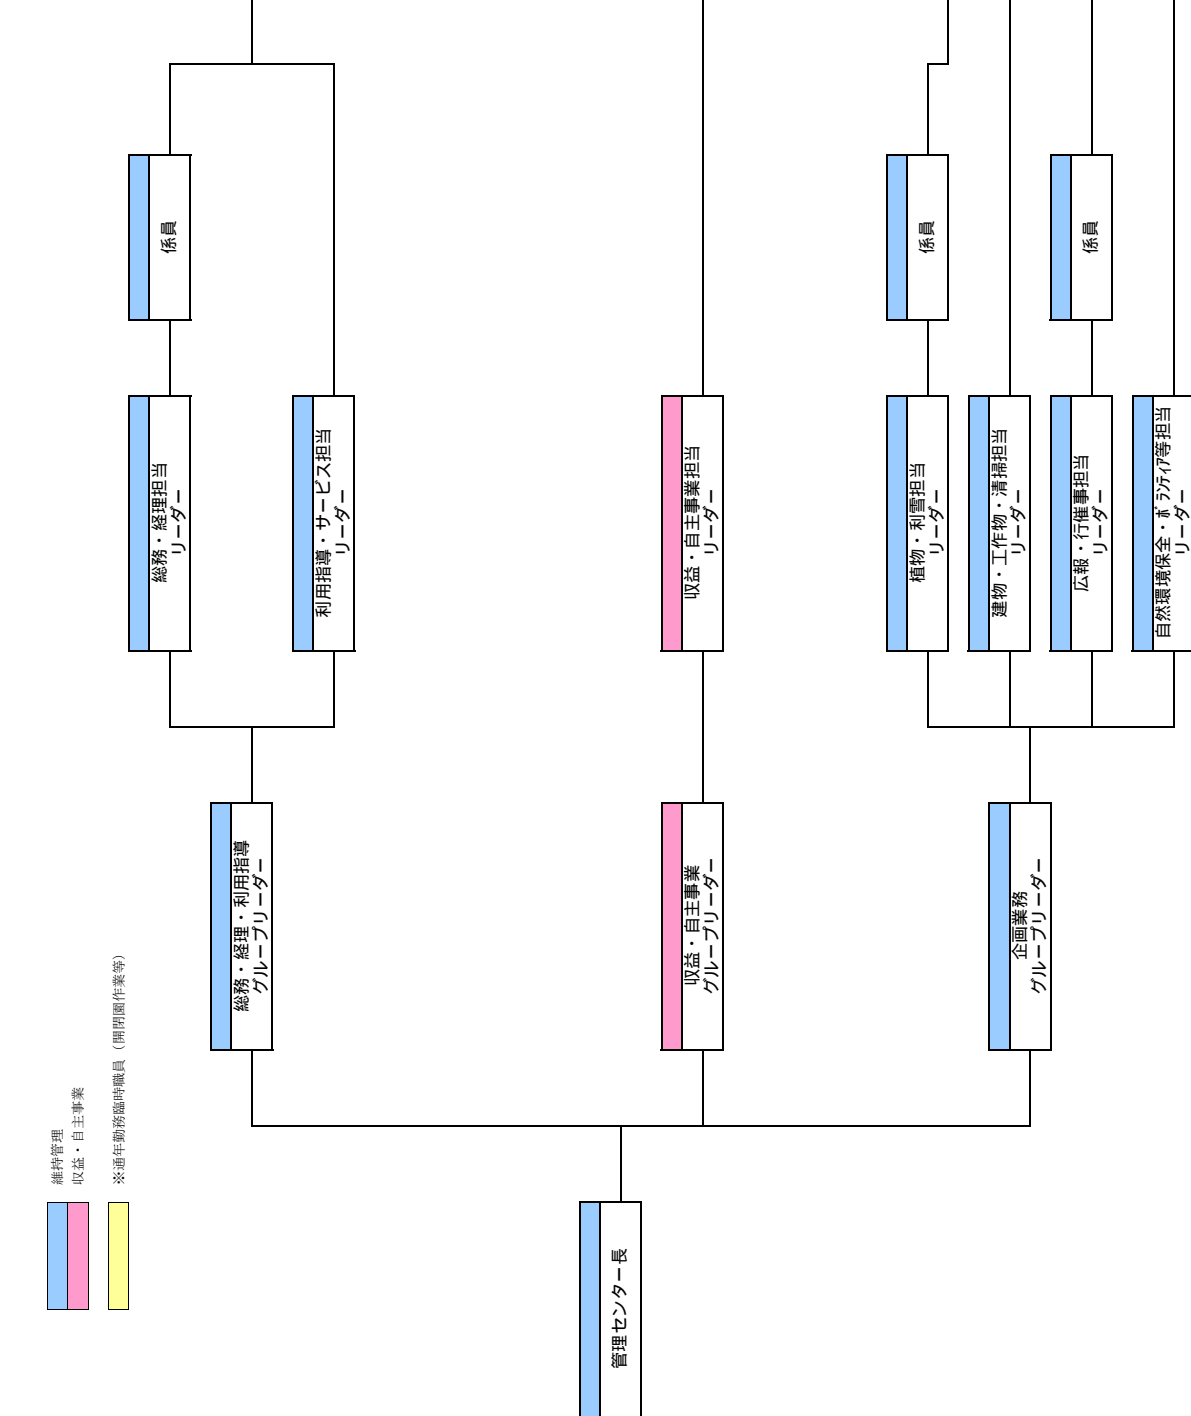 維持管理
収益・自主事業
※通年勤務臨時職員（開閉園作業等）
管理センター長
総務・経理・利用指導
グループリーダー
収益・自主事業
グループリーダー
企画業務
グループリーダー
総務・経理担当
リーダー
利用指導・サービス担当
リーダー
収益・自主事業担当
リーダー
植物・利雪担当
リーダー
建物・工作物・清掃担当
リーダー
広報・行催事担当
リーダー
自然環境保全・ﾎﾞﾗﾝﾃｨｱ等担当
リーダー
係員
係員
係員